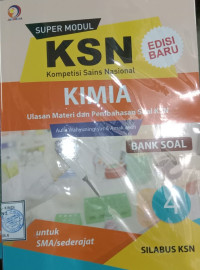 SUPER MODUL
KSN
EDISI
BARU
Kompetisi Sains Nasional
KIMIA
Ulasan Materi dan Pembahasan
BANK SOAL
4
untuk
SMA/sederajat
SILABUS KSN